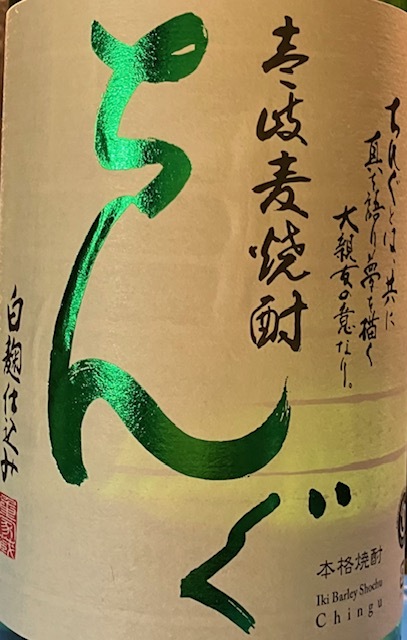 壱岐麦焼酎
ちんぐ
ちんぐとは、共に
真を語り夢を描く
大親友の意なり。
白麹仕込み
本格焼酎
Iki Barley Shochu
Chingu